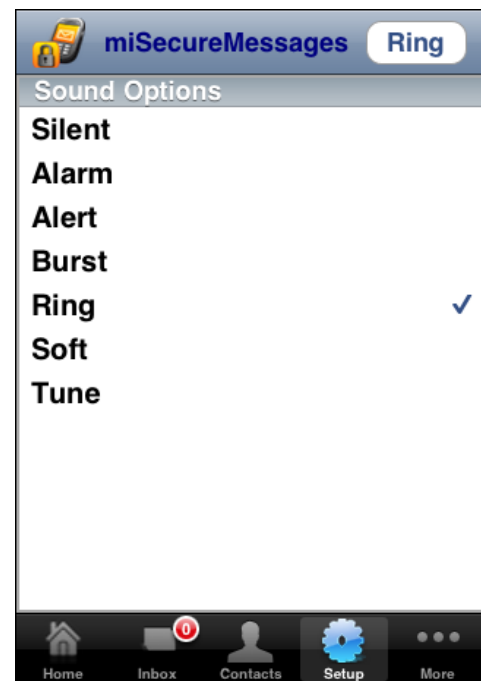 miSecureMessages Ring
Sound Options
Silent
Alarm
Alert
Burst
Ring
Soft
Tune
0
Home Inbox Contacts Setup More